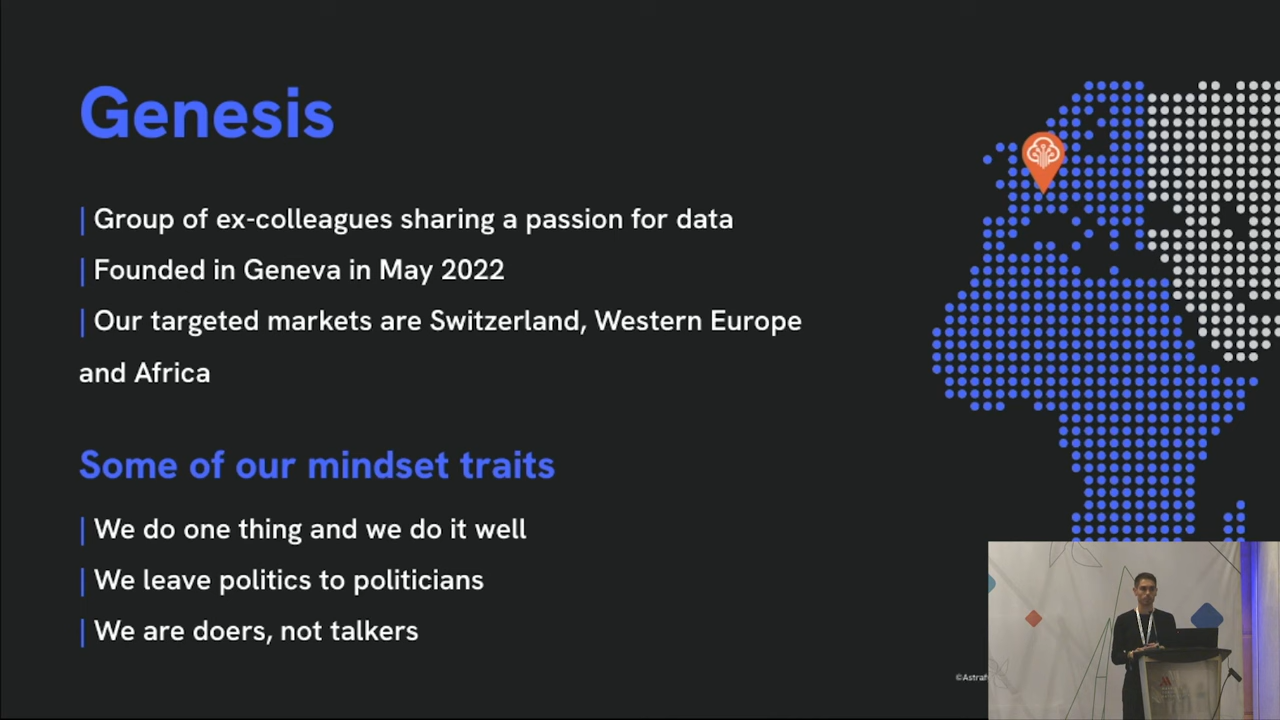 Genesis
| Group of ex-colleagues sharing a passion for data
| Founded in Geneva in May 2022
| Our targeted markets are Switzerland, Western Europe
and Africa
Some of our mindset traits
| We do one thing and we do it well
| We leave politics to politicians
| We are doers, not talkers